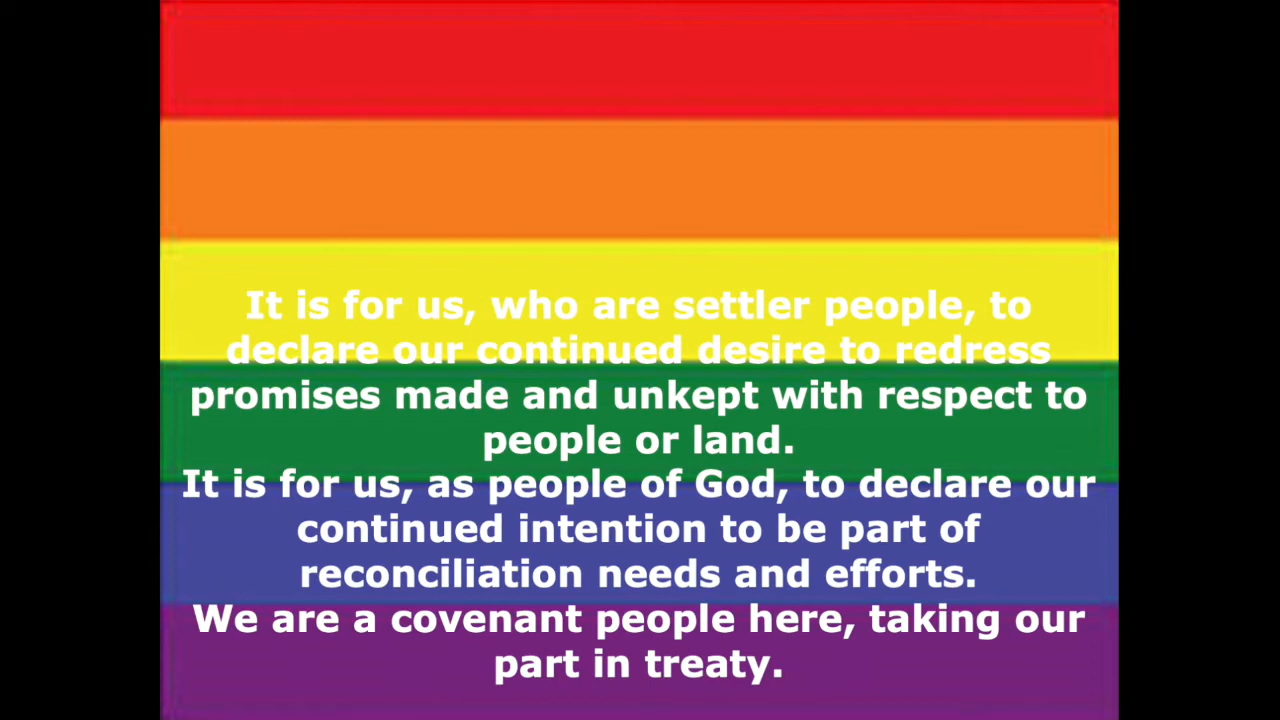 It is for us, who are settler people, to
declare our continued desire to redress
promises made and unkept with respect to
people or land.
It is for us, as people of God, to declare our
continued intention to be part of
reconciliation needs and efforts.
We are a covenant people here, taking our
part in treaty.